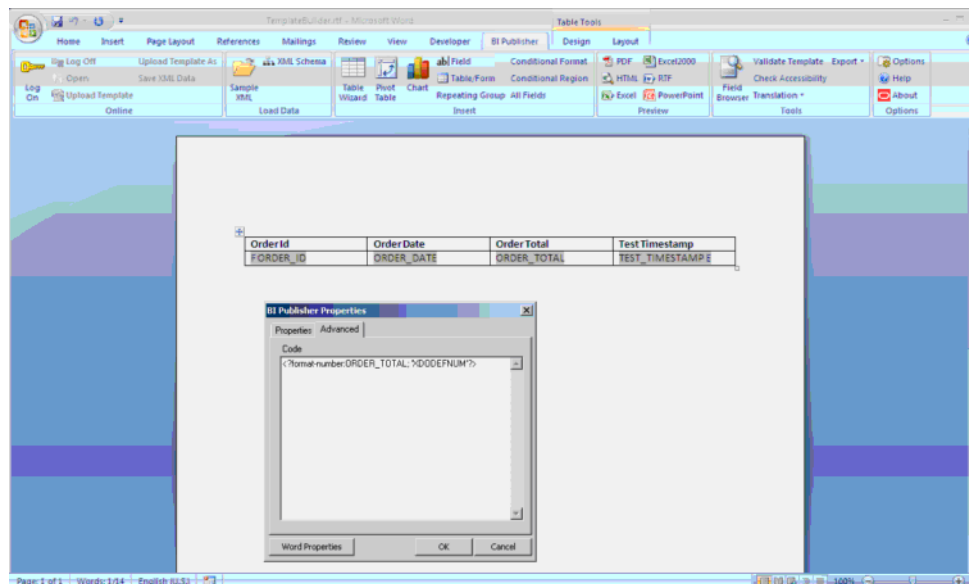 TemplateBuilder.rtf - Microsoft Word
Table Tools
Home Insert Page Layout References Mailings Review View Developer BI Publisher Design Layout
Log Off Upload Template As XML Schema Field Conditional Format PDF Excel2000 Validate Template Export Options
Open Save XML Data Table/Form Conditional Region HTML RTF Check Accessibility Help
Log On Upload Template Sample XML Table Wizard Pivot Table Chart Repeating Group All Fields Excel PowerPoint Field Browser Translation About
Online Load Data Insert Preview Tools Options
Order Id Order Date Order Total Test Timestamp
FORDER_ID ORDER_DATE ORDER_TOTAL TEST_TIMESTAMP E
BI Publisher Properties
Properties Advanced
Code
<?format-number:ORDER_TOTAL; 'XDODEFNUM'?>
Word Properties OK Cancel
Page: 1 of 1 Words: 1/14 English (U.S.) 100%